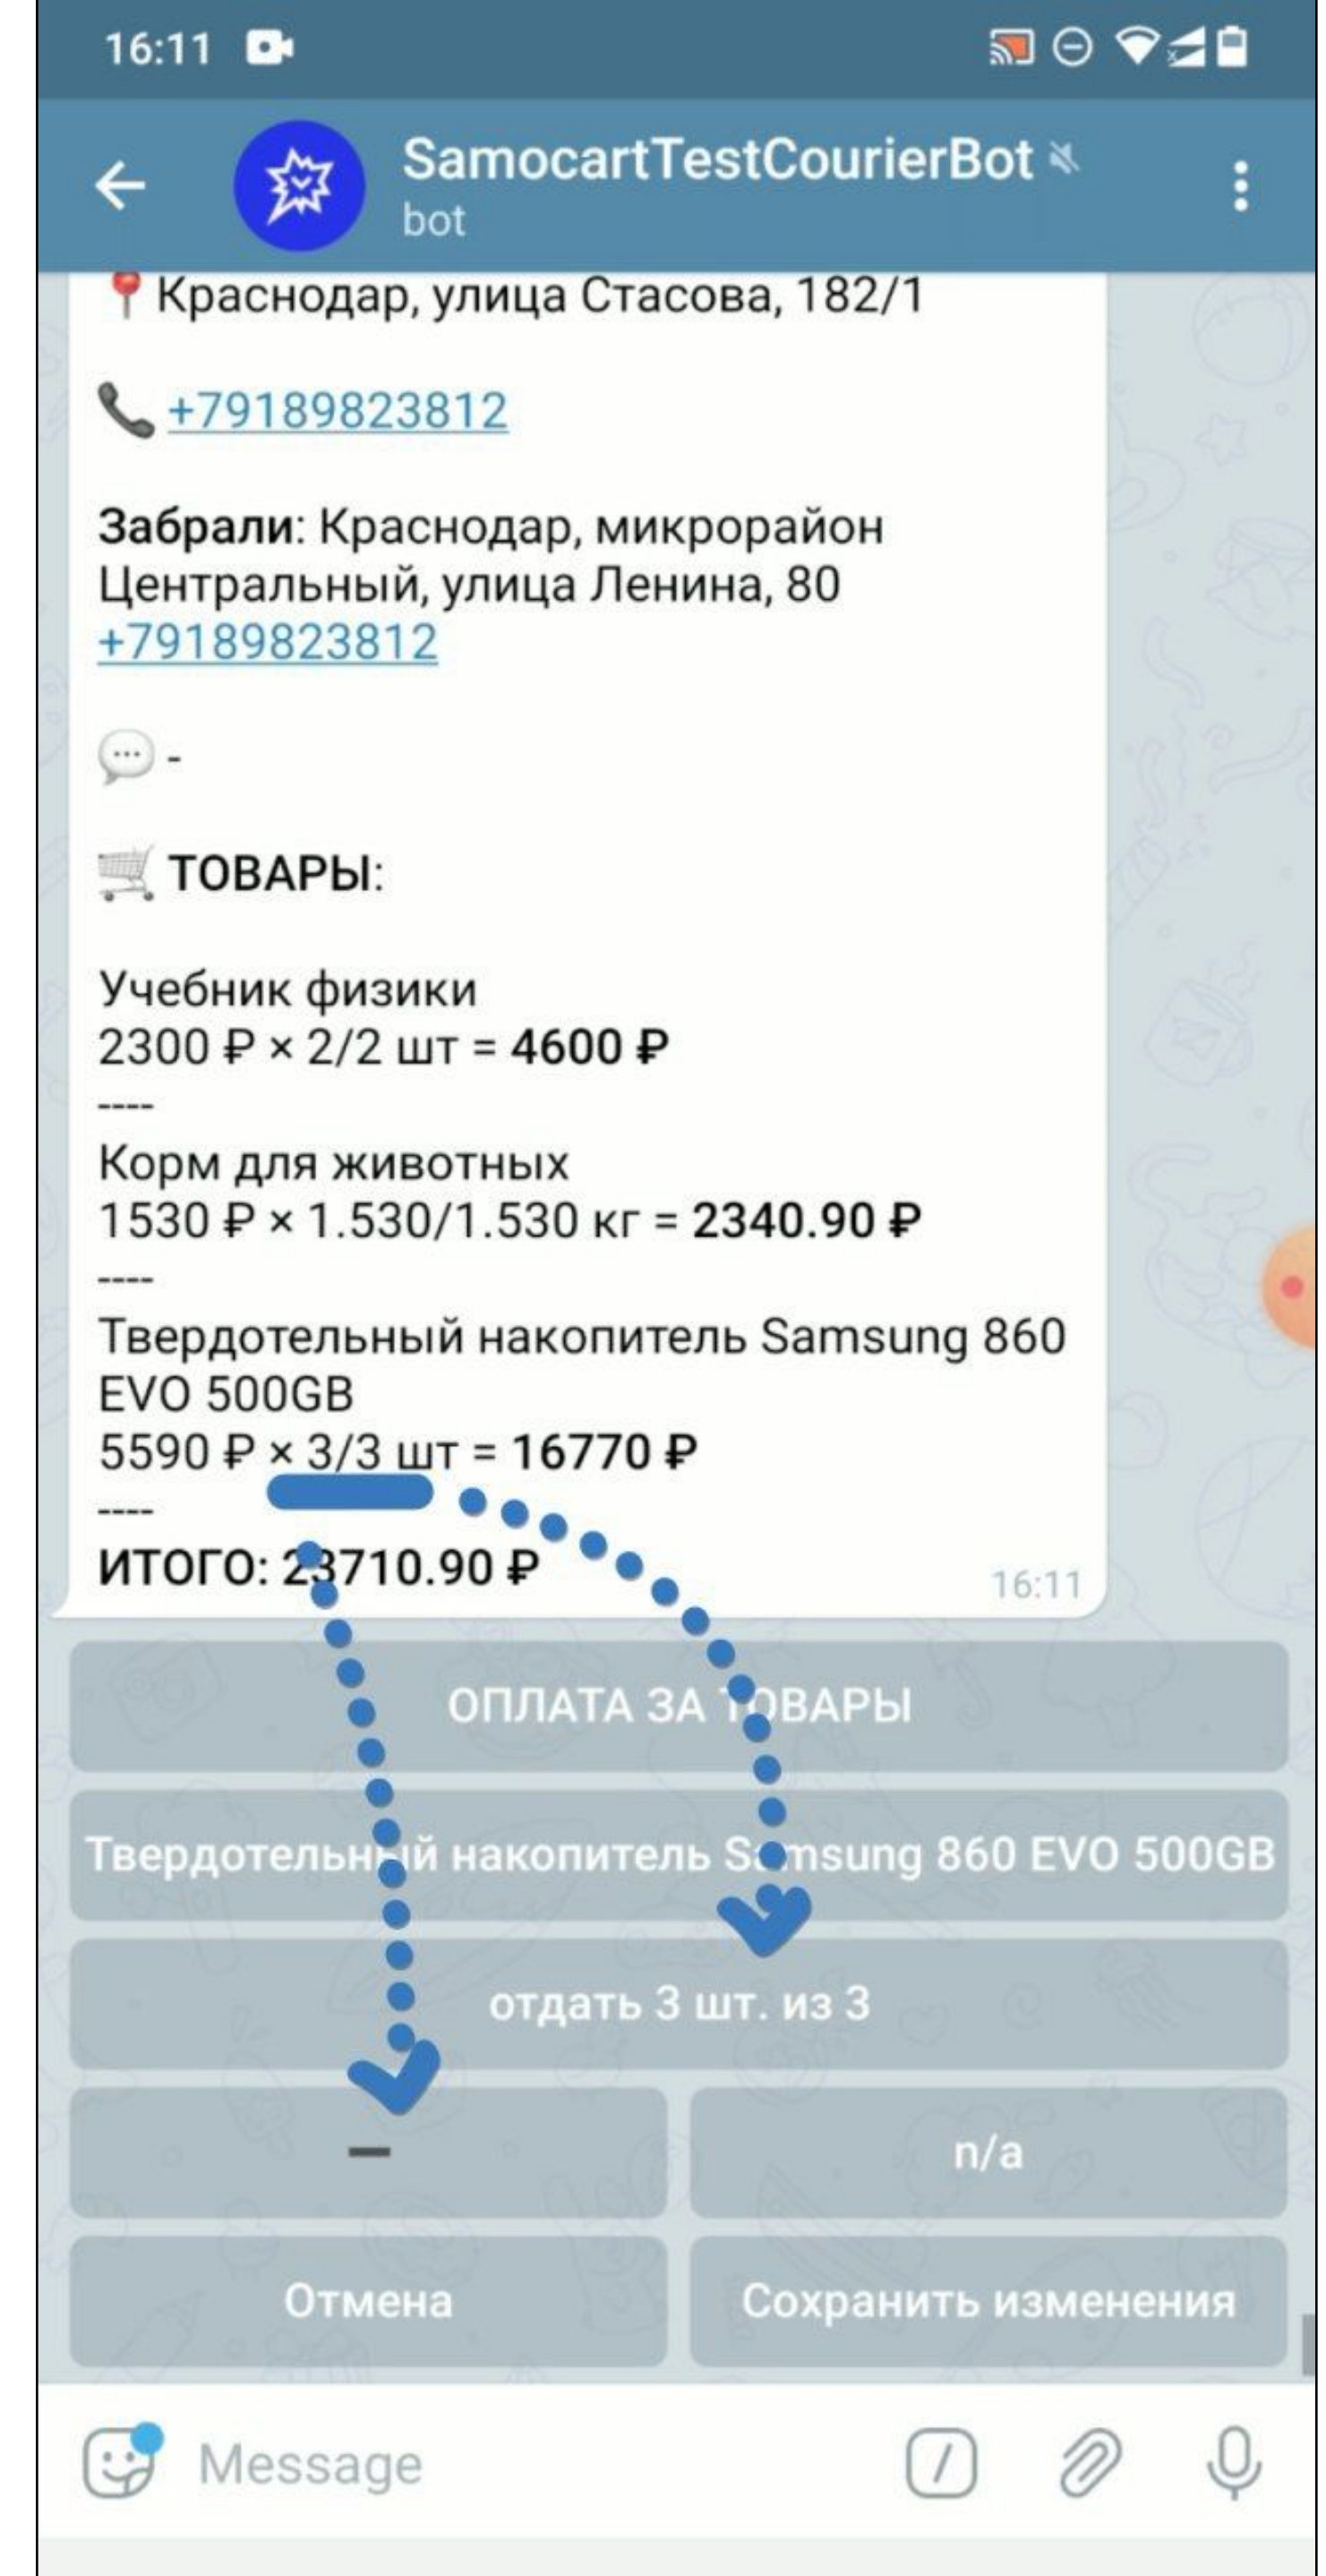 16:11
SamocartTestCourierBot
bot
Краснодар, улица Стасова, 182/1
+79189823812
Забрали: Краснодар, микрорайон
Центральный, улица Ленина, 80
+79189823812
-
ТОВАРЫ:
Учебник физики
2300 ₽ × 2/2 шт = 4600 ₽
----
Корм для животных
1530 ₽ × 1.530/1.530 кг = 2340.90 ₽
----
Твердотельный накопитель Samsung 860
EVO 500GB
5590 ₽ × 3/3 шт = 16770 ₽
----
ИТОГО: 23710.90 ₽
16:11
ОПЛАТА ЗА ТОВАРЫ
Твердотельный накопитель Samsung 860 EVO 500GB
отдать 3 шт. из 3
n/a
Отмена
Сохранить изменения
Message